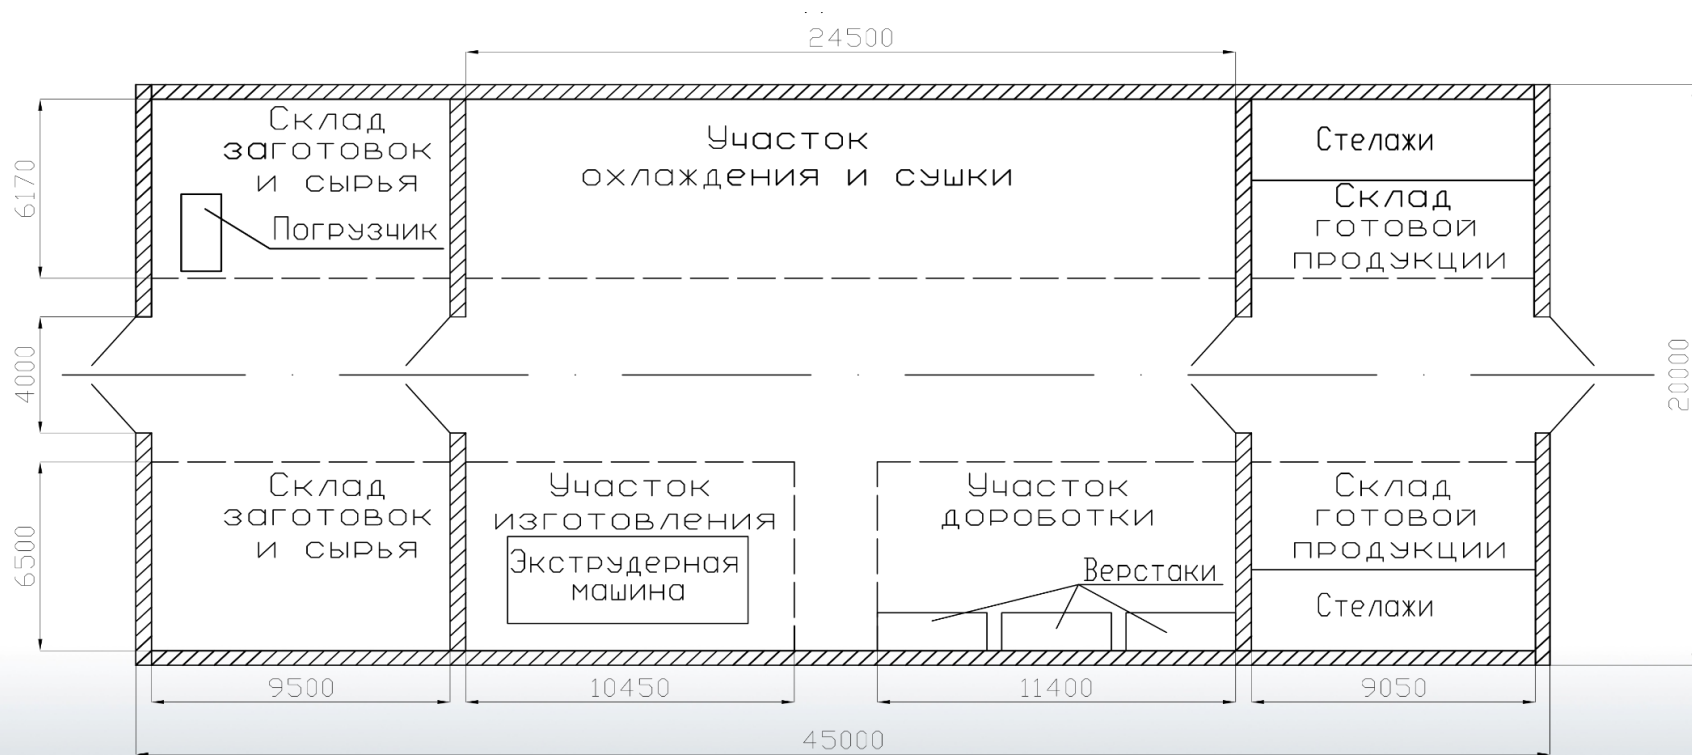 24500
Склад
заготовок
и сырья
Погрузчик
Участок
охлаждения и сушки
Стелажи
Склад
готовой
продукции
6170
4000
20000
6500
Склад
заготовок
и сырья
Участок
изготовления
Экструдерная
машина
Участок
дороботки
Верстаки
Склад
готовой
продукции
Стелажи
9500
10450
11400
9050
45000